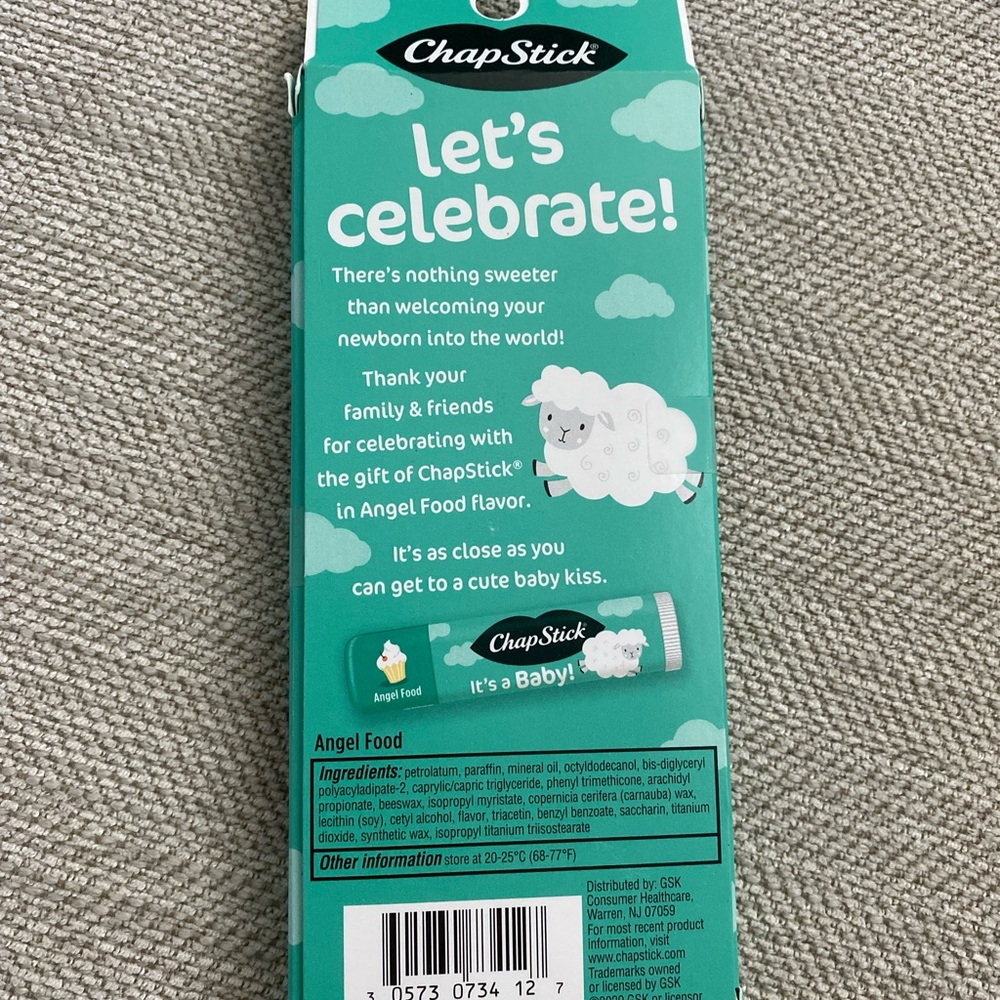 ChapStick®
let's
celebrate!
There's nothing sweeter
than welcoming your
newborn into the world!
Thank your
family & friends
for celebrating with
the gift of ChapStick®
in Angel Food flavor.
It's as close as you
can get to a cute baby kiss.
ChapStick®
It's a Baby!
Angel Food
Angel Food
Ingredients: petrolatum, paraffin, mineral oil, octyldodecanol, bis-diglyceryl
polyacyladipate-2, caprylic/capric triglyceride, phenyl trimethicone, arachidyl
propionate, beeswax, isopropyl myristate, copernicia cerifera (carnauba) wax,
lecithin (soy), cetyl alcohol, flavor, triacetin, benzyl benzoate, saccharin, titanium
dioxide, synthetic wax, isopropyl titanium triisostearate
Other information store at 20-25°C (68-77°F)
Distributed by: GSK
Consumer Healthcare,
Warren, NJ 07059
For most recent product
information, visit
www.chapstick.com
Trademarks owned
or licensed by GSK
GSK or licensor
3 0573 0734 12 7